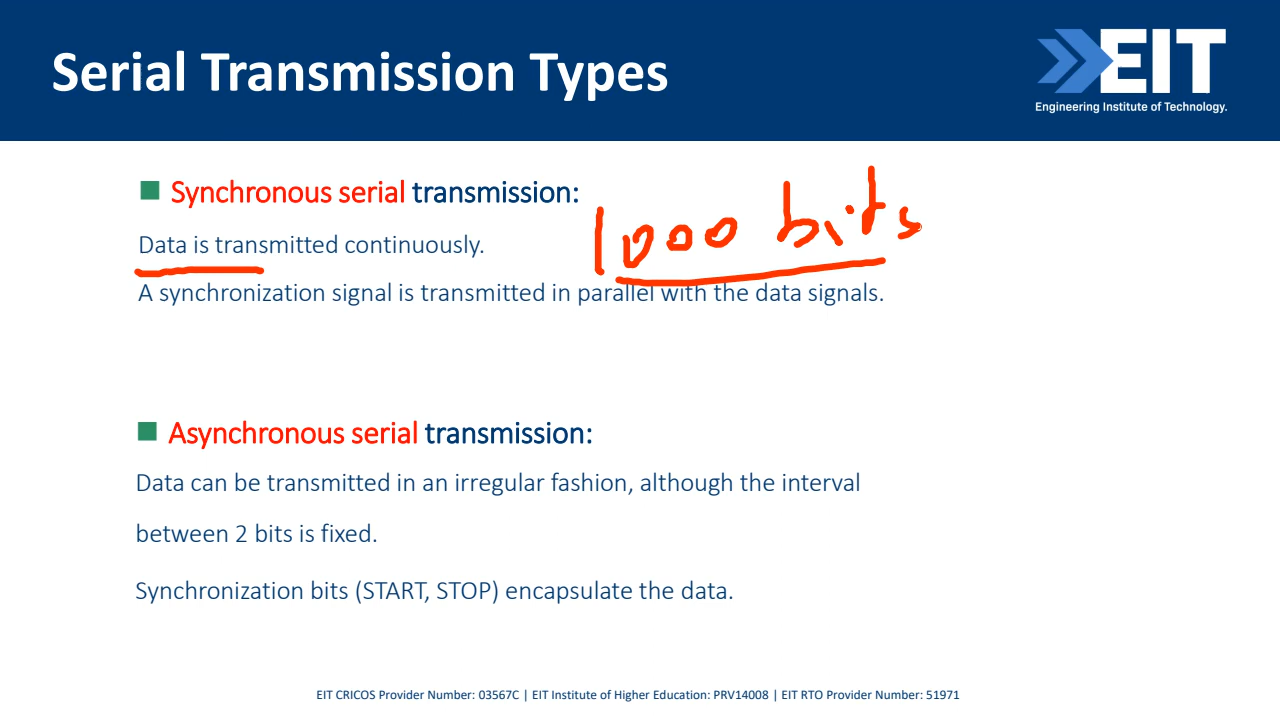 Serial Transmission Types
EIT
Engineering Institute of Technology.
Synchronous serial transmission:
1000 bits
Data is transmitted continuously.
A synchronization signal is transmitted in parallel with the data signals.
Asynchronous serial transmission:
Data can be transmitted in an irregular fashion, although the interval
between 2 bits is fixed.
Synchronization bits (START, STOP) encapsulate the data.
EIT CRICOS Provider Number: 03567C | EIT Institute of Higher Education: PRV14008 | EIT RTO Provider Number: 51971